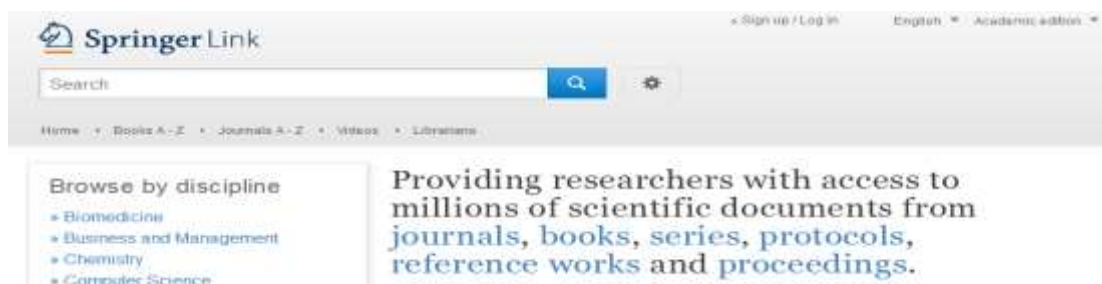 » Sign up / Log in English Academic edition
Springer Link
Search
Home • Books A - Z • Journals A - Z • Videos • Librarians
Browse by discipline
» Biomedicine
» Business and Management
» Chemistry
» Computer Science
Providing researchers with access to
millions of scientific documents from
journals, books, series, protocols,
reference works and proceedings.